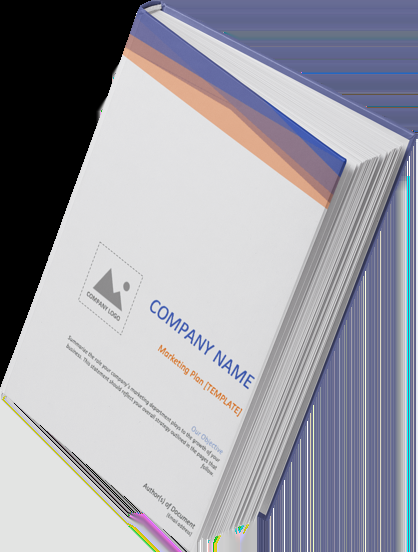 COMPANY LOGO
COMPANY NAME
Marketing Plan [TEMPLATE]
Our Objective
Summarize the role your company's marketing department plays in the growth of your
business. This statement should reflect your overall strategy outlined in the pages that
follow.
Author(s) of Document
[Email address]